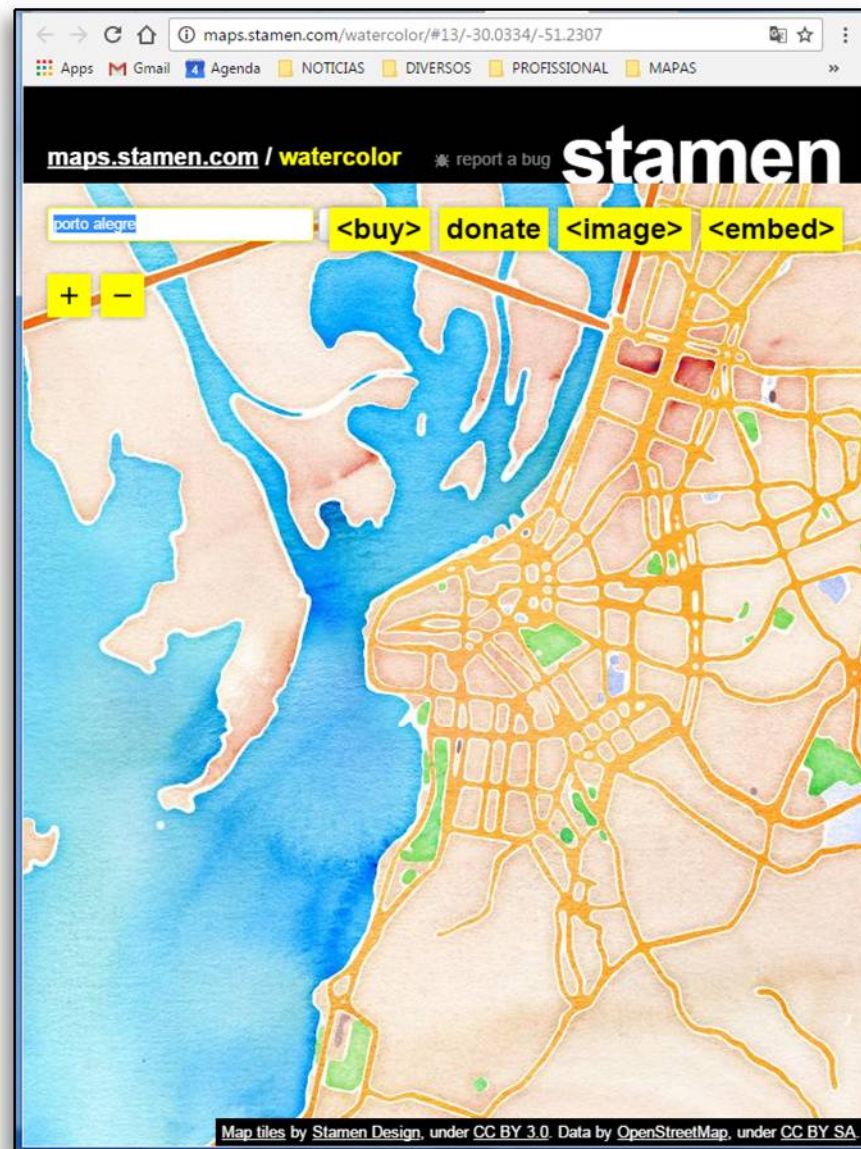 maps.stamen.com/watercolor/#13/-30.0334/-51.2307
Apps Gmail 4 Agenda NOTICIAS DIVERSOS PROFISSIONAL MAPAS »
maps.stamen.com / watercolor report a bug stamen
porto alegre <buy> donate <image> <embed>
+ −
Map tiles by Stamen Design, under CC BY 3.0. Data by OpenStreetMap, under CC BY SA.